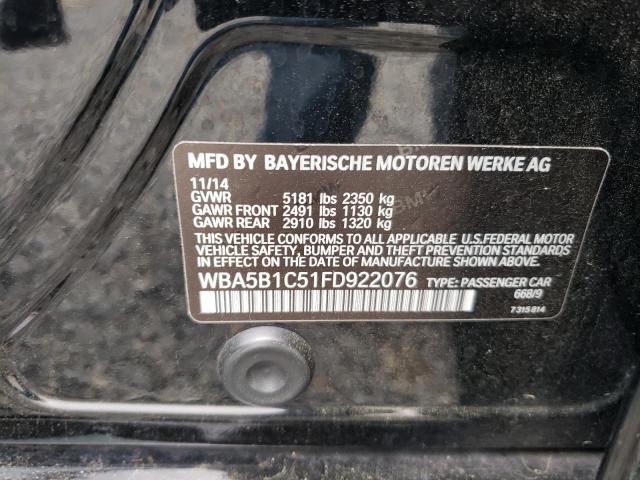 MFD BY BAYERISCHE MOTOREN WERKE AG
11/14
GVWR 5181 lbs 2350 kg
GAWR FRONT 2491 lbs 1130 kg
GAWR REAR 2910 lbs 1320 kg
THIS VEHICLE CONFORMS TO ALL APPLICABLE U.S.FEDERAL MOTOR
VEHICLE SAFETY, BUMPER AND THEFT PREVENTION STANDARDS
IN EFFECT ON THE DATE OF MANUFACTURE SHOWN ABOVE.
WBA5B1C51FD922076 TYPE: PASSENGER CAR
668/9
7315814